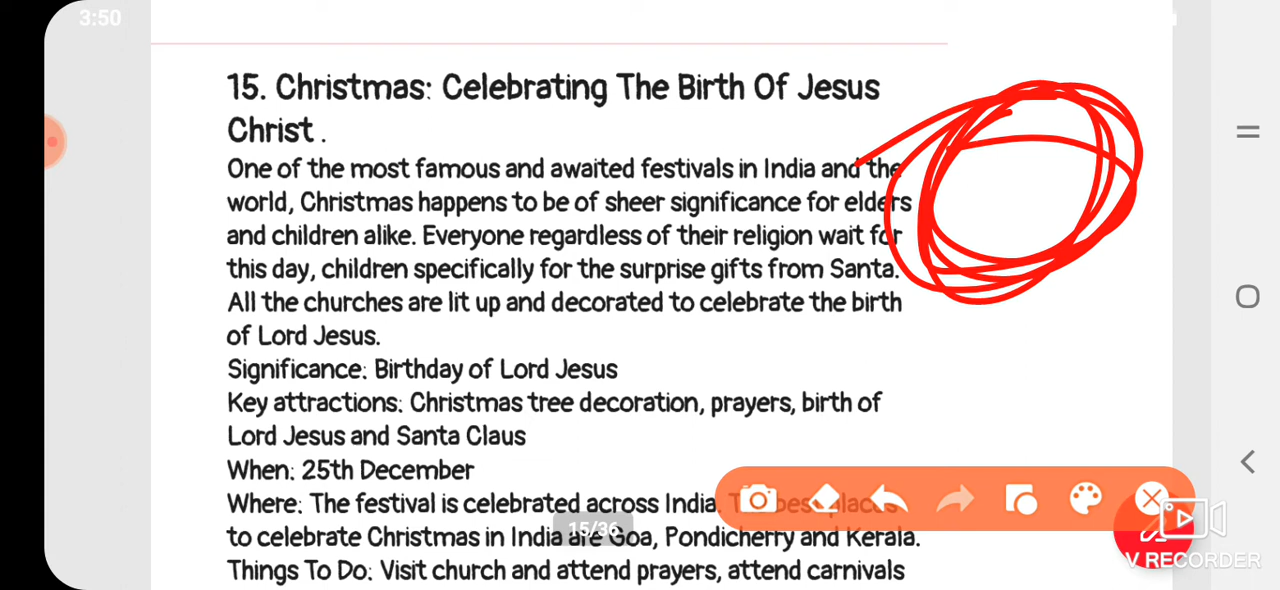 3:50
15. Christmas: Celebrating The Birth Of Jesus
Christ .
One of the most famous and awaited festivals in India and the
world, Christmas happens to be of sheer significance for elders
and children alike. Everyone regardless of their religion wait for
this day, children specifically for the surprise gifts from Santa.
All the churches are lit up and decorated to celebrate the birth
of Lord Jesus.
Significance: Birthday of Lord Jesus
Key attractions: Christmas tree decoration, prayers, birth of
Lord Jesus and Santa Claus
When: 25th December
Where: The festival is celebrated across India. The best places
15/36
to celebrate Christmas in India are Goa, Pondicherry and Kerala.
Things To Do: Visit church and attend prayers, attend carnivals
V RECORDER